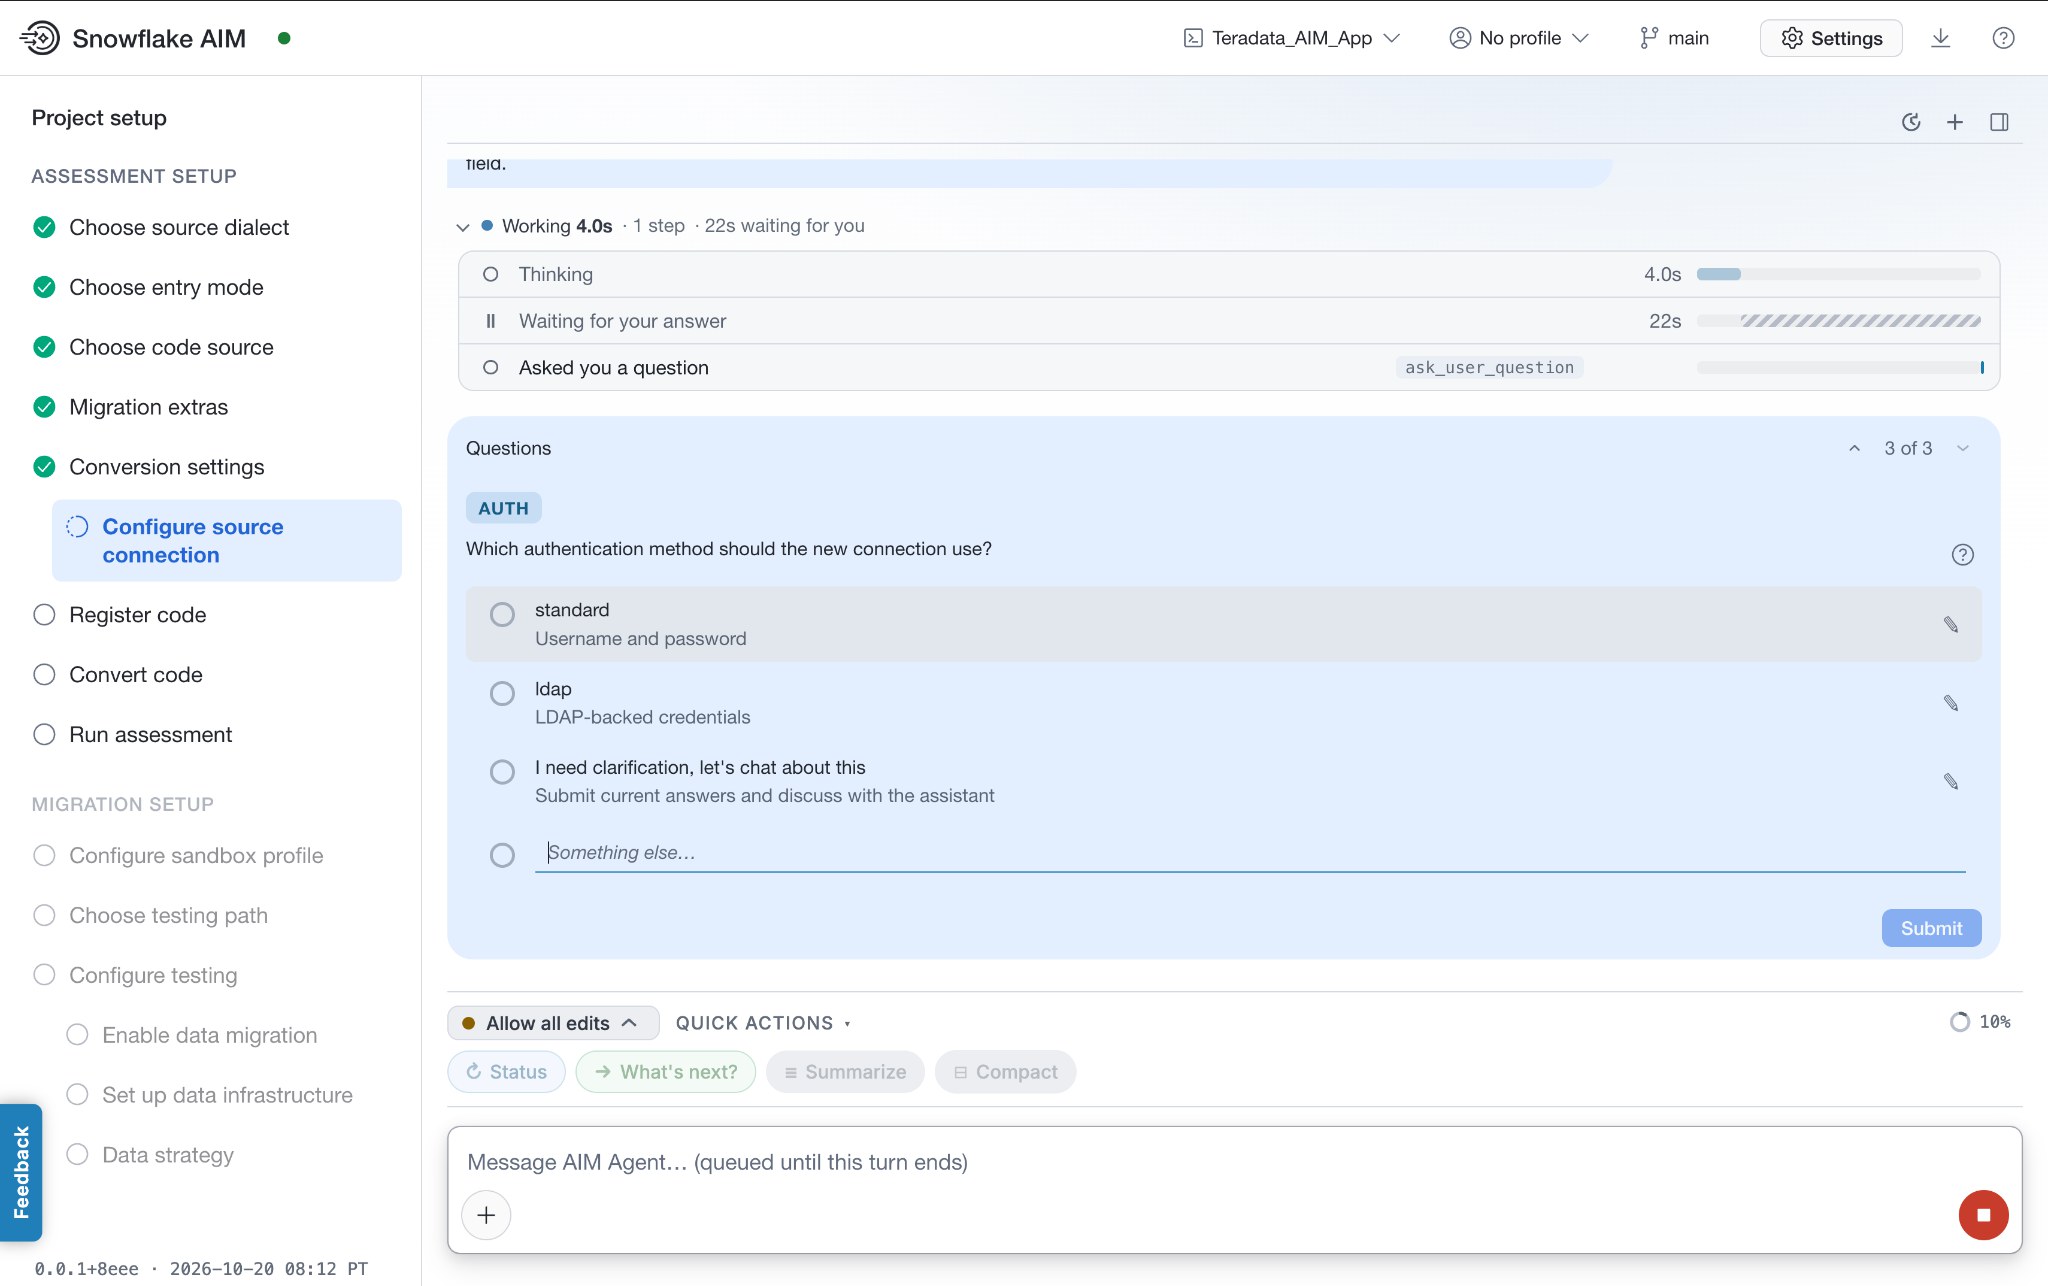 Snowflake AIM
Teradata_AIM_App
No profile
main
Settings
Project setup
ASSESSMENT SETUP
Choose source dialect
Choose entry mode
Choose code source
Migration extras
Conversion settings
Configure source
connection
Register code
Convert code
Run assessment
MIGRATION SETUP
Configure sandbox profile
Choose testing path
Configure testing
Enable data migration
Set up data infrastructure
Data strategy
Feedback
0.0.1+8eee · 2026-10-20 08:12 PT
field.
Working 4.0s · 1 step · 22s waiting for you
Thinking 4.0s
Waiting for your answer 22s
Asked you a question ask_user_question
Questions 3 of 3
AUTH
Which authentication method should the new connection use?
standard
Username and password
ldap
LDAP-backed credentials
I need clarification, let's chat about this
Submit current answers and discuss with the assistant
Something else...
Submit
Allow all edits QUICK ACTIONS 10%
Status What's next? Summarize Compact
Message AIM Agent... (queued until this turn ends)